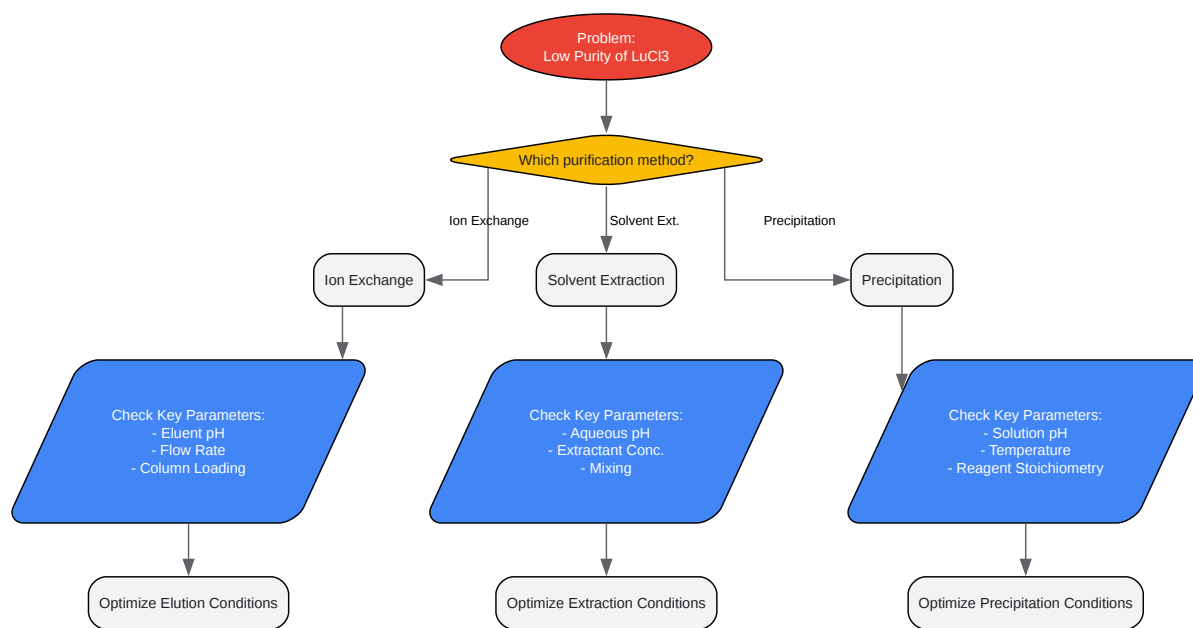 Problem:
Low Purity of LuCl3
Which purification method?
Ion Exchange
Solvent Ext.
Precipitation
Ion Exchange
Solvent Extraction
Precipitation
Check Key Parameters:
- Eluent pH
- Flow Rate
- Column Loading
Check Key Parameters:
- Aqueous pH
- Extractant Conc.
- Mixing
Check Key Parameters:
- Solution pH
- Temperature
- Reagent Stoichiometry
Optimize Elution Conditions
Optimize Extraction Conditions
Optimize Precipitation Conditions